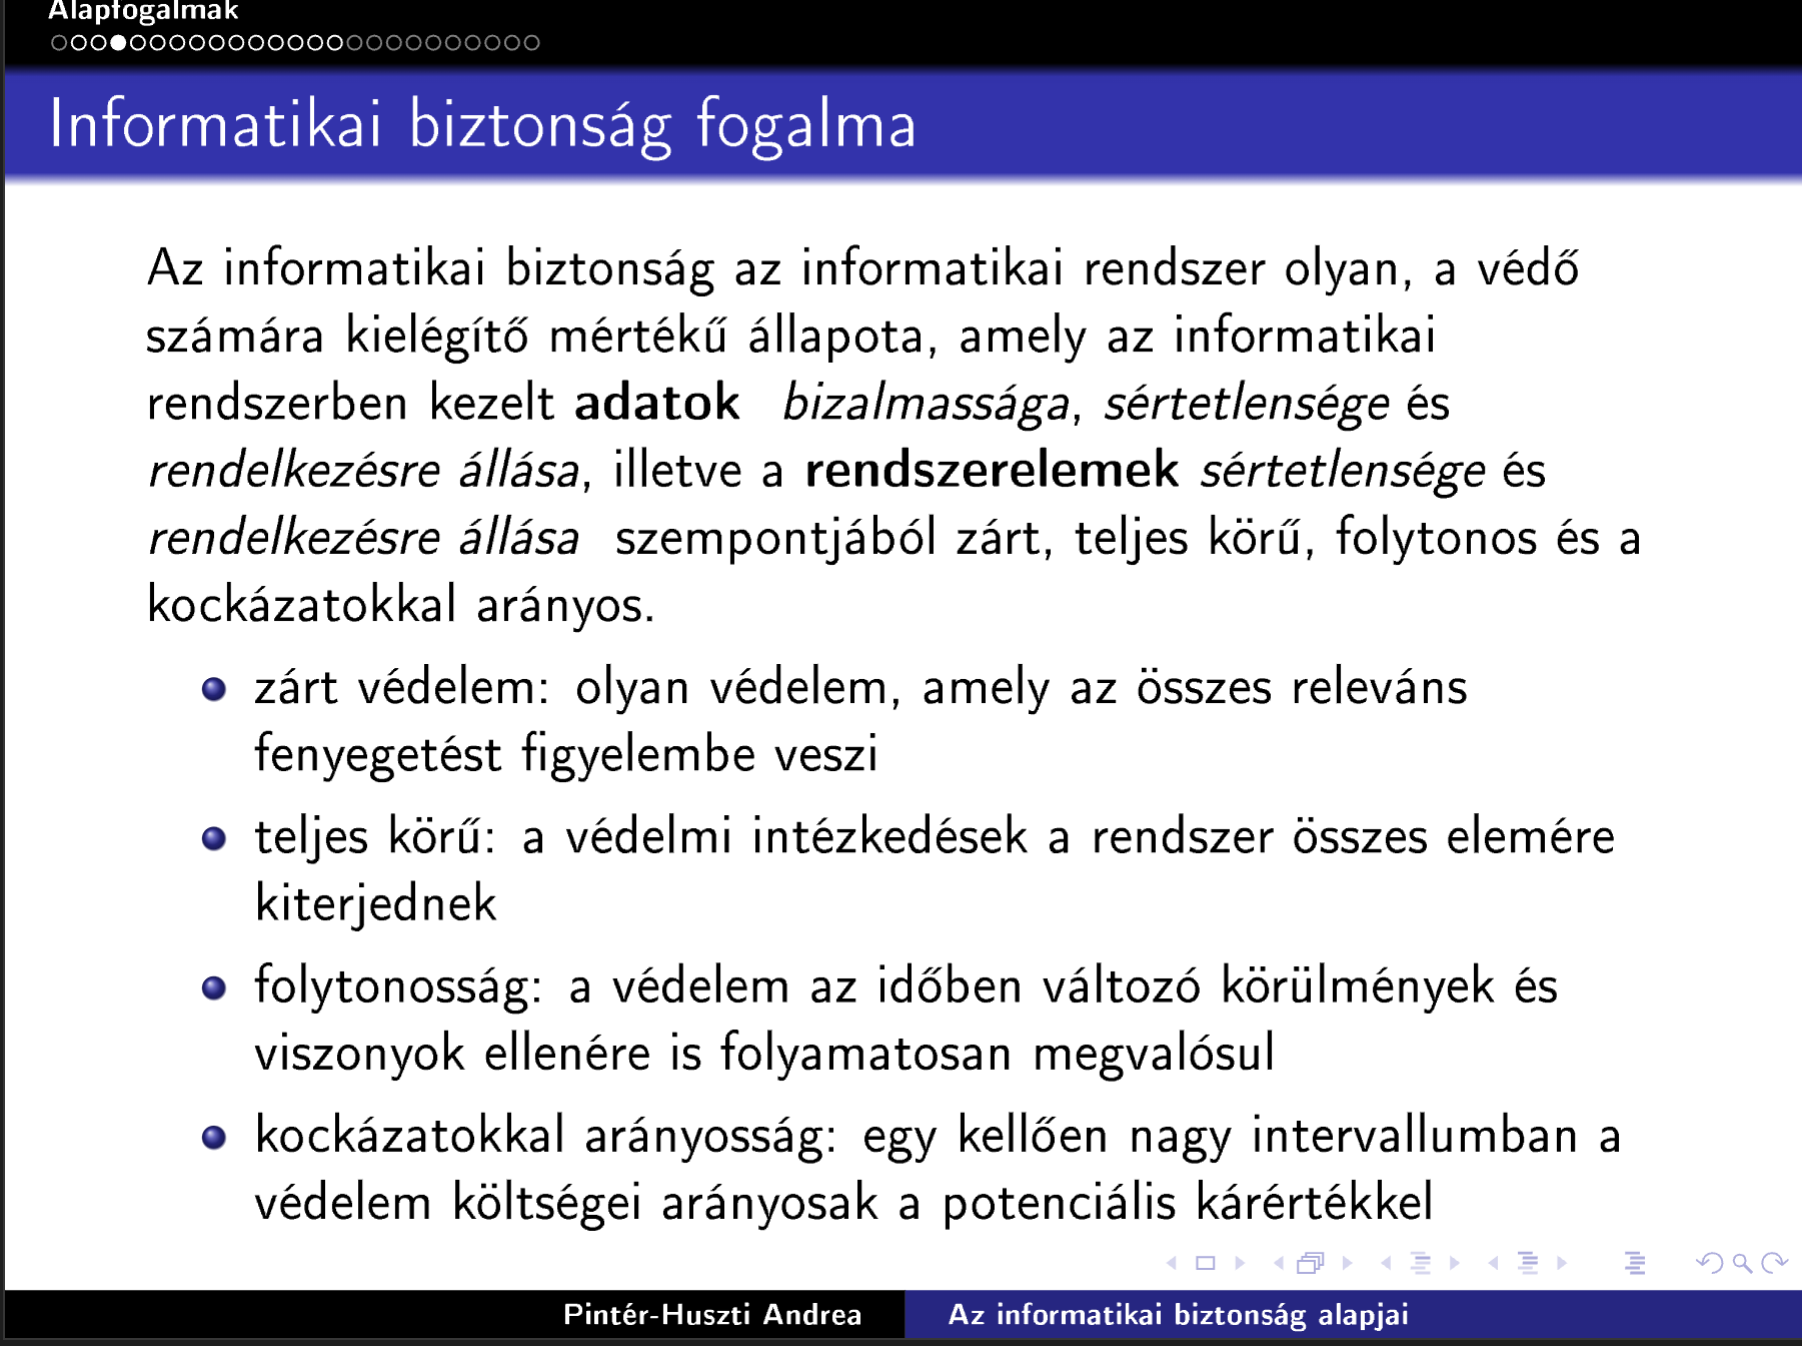 Alapfogalmak
Informatikai biztonság fogalma
Az informatikai biztonság az informatikai rendszer olyan, a védő
számára kielégítő mértékű állapota, amely az informatikai
rendszerben kezelt adatok bizalmassága, sértetlensége és
rendelkezésre állása, illetve a rendszerelemek sértetlensége és
rendelkezésre állása szempontjából zárt, teljes körű, folytonos és a
kockázatokkal arányos.
zárt védelem: olyan védelem, amely az összes releváns
fenyegetést figyelembe veszi
teljes körű: a védelmi intézkedések a rendszer összes elemére
kiterjednek
folytonosság: a védelem az időben változó körülmények és
viszonyok ellenére is folyamatosan megvalósul
kockázatokkal arányosság: egy kellően nagy intervallumban a
védelem költségei arányosak a potenciális kárértékkel
Pintér-Huszti Andrea
Az informatikai biztonság alapjai